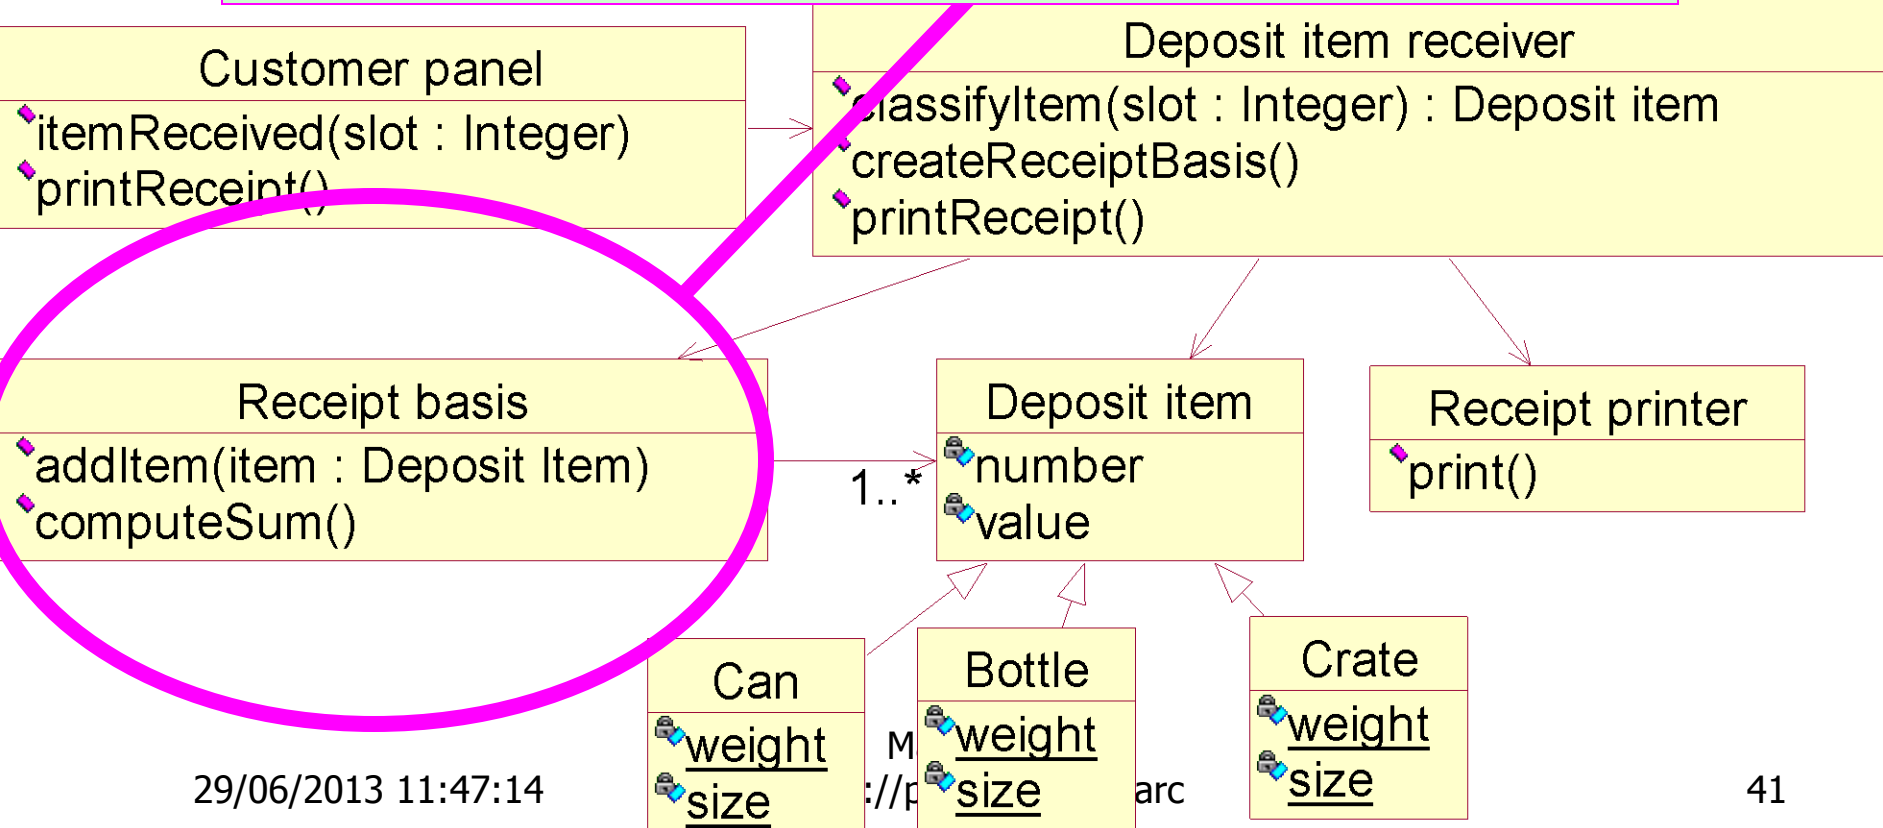 Customer panel
itemReceived(slot : Integer)
printReceipt()
Deposit item receiver
classifyItem(slot : Integer) : Deposit item
createReceiptBasis()
printReceipt()
Receipt basis
addItem(item : Deposit Item)
computeSum()
1..*
Deposit item
number
value
Receipt printer
print()
Can
weight
size
Bottle
weight
size
Crate
weight
size
29/06/2013 11:47:14
41